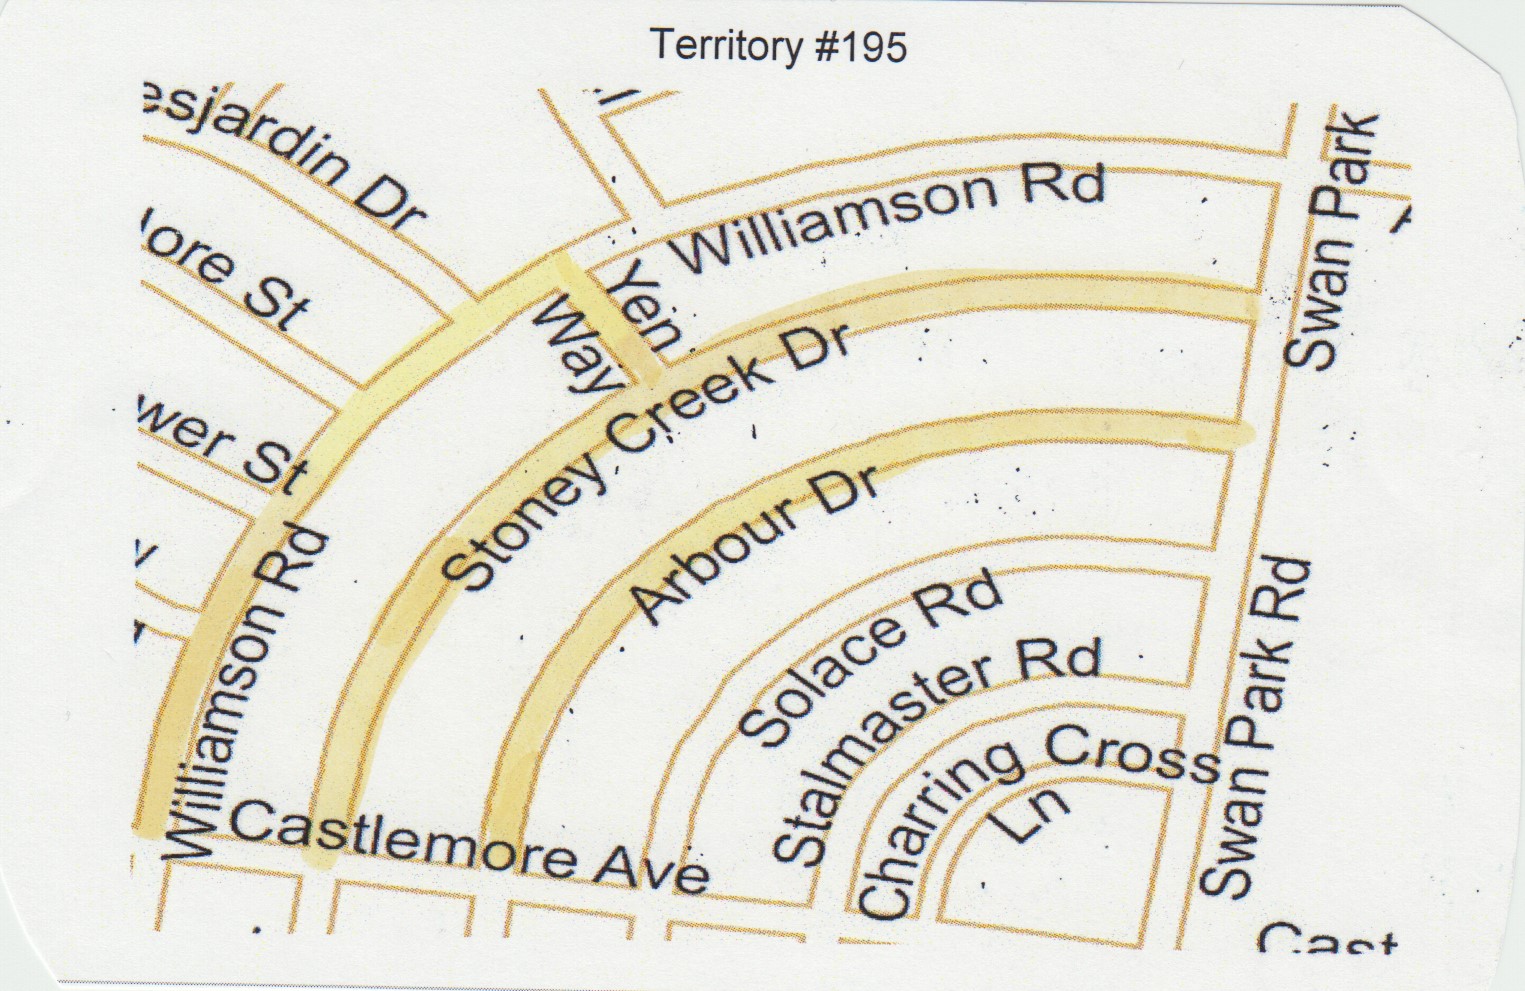 Territory #195
esjardin Dr
Swan Park
Williamson Rd
ore St
Yen
Way
Stoney Creek Dr
wer St
Arbour Dr
Williamson Rd
Solace Rd
Stalmaster Rd
Swan Park Rd
Charring Cross
Ln
Castlemore Ave
Cast